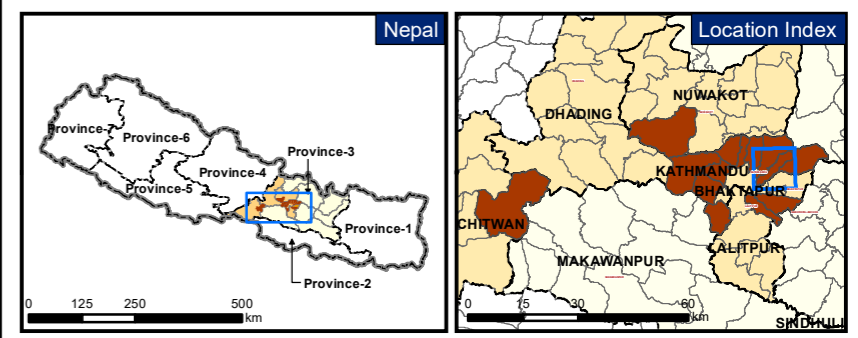 Nepal
Province-7
Province-6
Province-5
Province-4
Province-3
Province-1
Province-2
0 125 250 500
km
Location Index
NUWAKOT
DHADING
KATHMANDU
BHAKTAPUR
CHITWAN
LALITPUR
MAKAWANPUR
SINDHULI
0 15 30 60
km